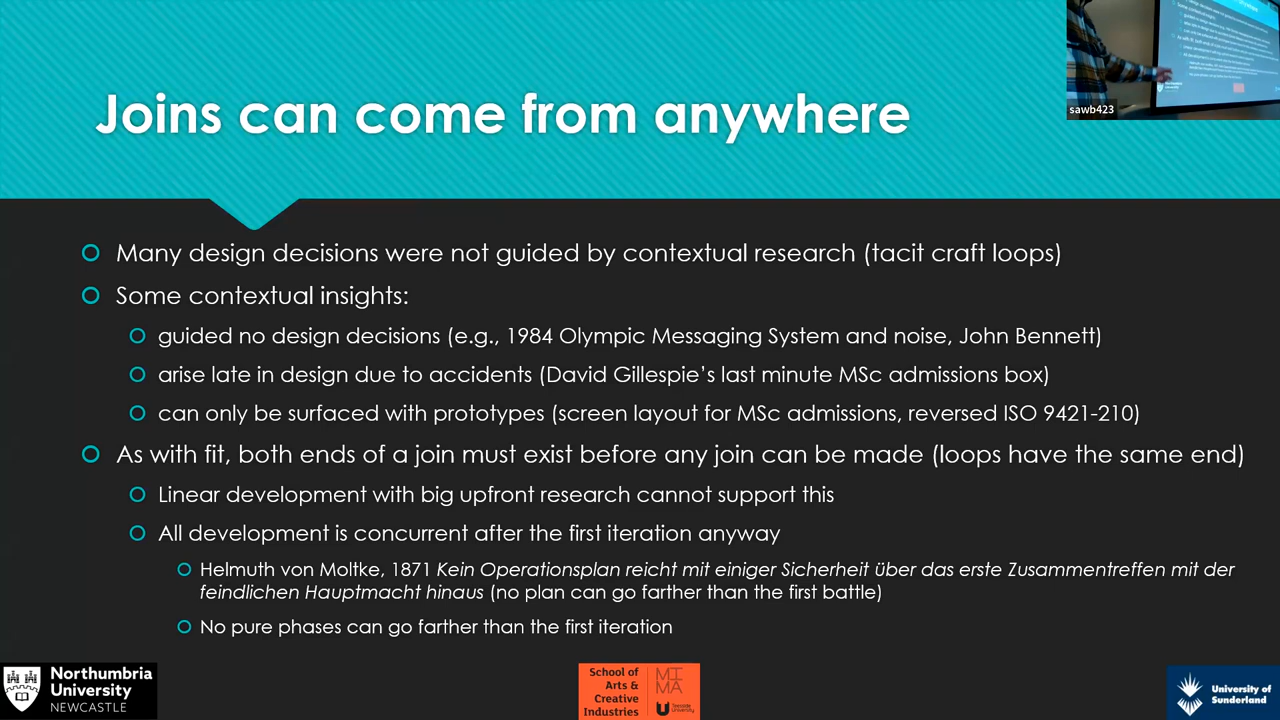 sawb423
Joins can come from anywhere
Many design decisions were not guided by contextual research (tacit craft loops)
Some contextual insights:
guided no design decisions (e.g., 1984 Olympic Messaging System and noise, John Bennett)
arise late in design due to accidents (David Gillespie’s last minute MSc admissions box)
can only be surfaced with prototypes (screen layout for MSc admissions, reversed ISO 9421-210)
As with fit, both ends of a join must exist before any join can be made (loops have the same end)
Linear development with big upfront research cannot support this
All development is concurrent after the first iteration anyway
Helmuth von Moltke, 1871 Kein Operationsplan reicht mit einiger Sicherheit über das erste Zusammentreffen mit der
feindlichen Hauptmacht hinaus (no plan can go farther than the first battle)
No pure phases can go farther than the first iteration
Northumbria
University
NEWCASTLE
School of
Arts &
Creative
Industries
MI
MA
Teesside
University
University of
Sunderland